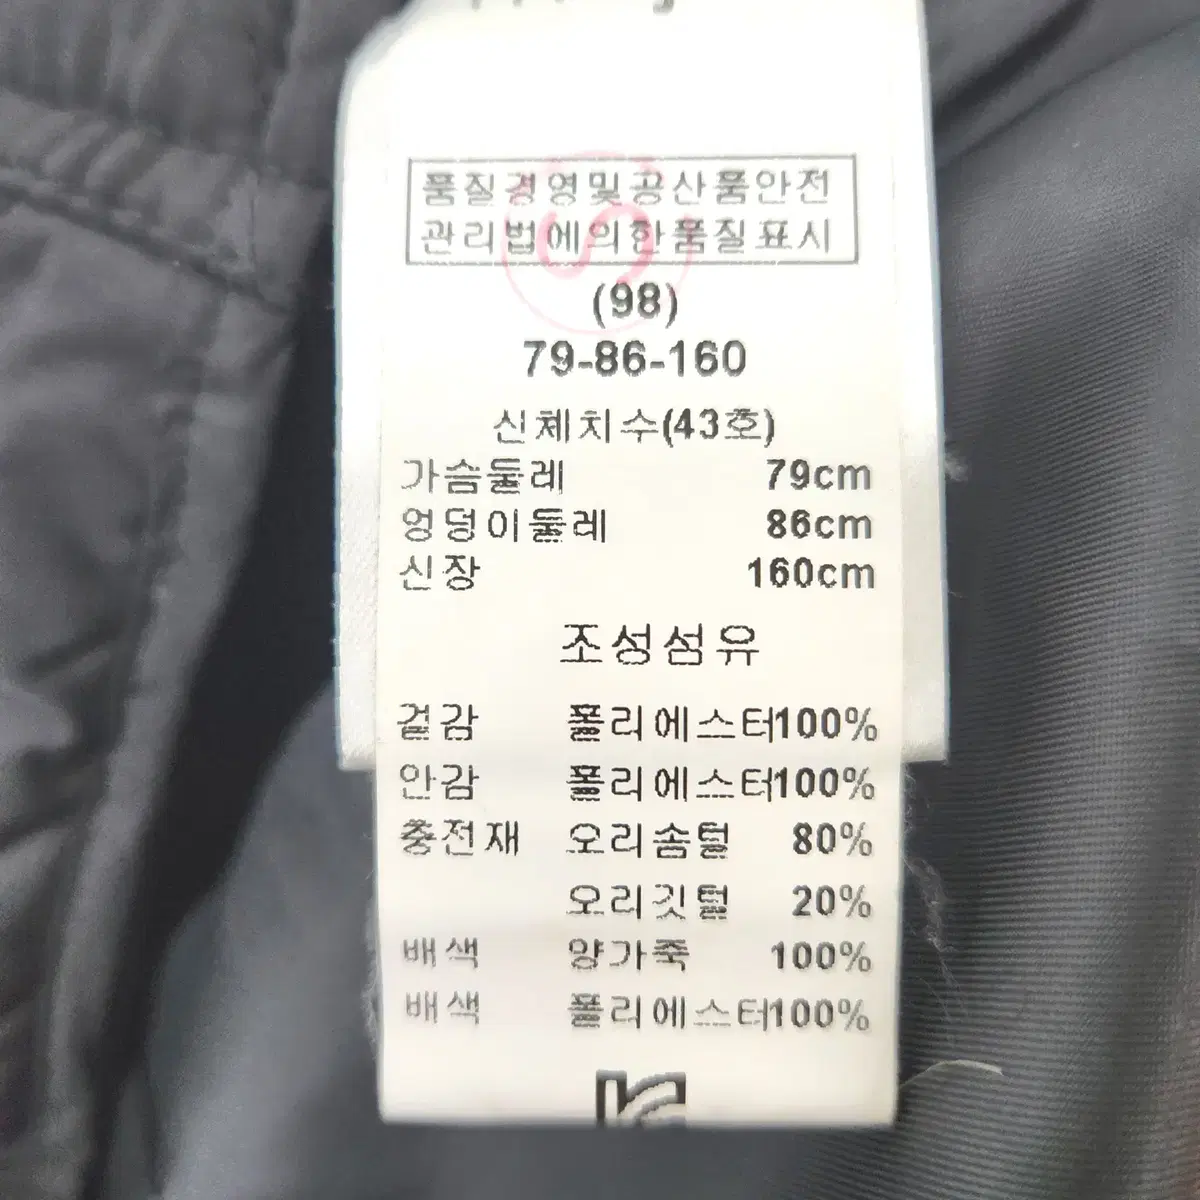 품질경영및공산품안전
관리법에의한품질표시
(98)
79-86-160
신체치수(43호)
가슴둘레 79cm
엉덩이둘레 86cm
신장 160cm
조성섬유
겉감 폴리에스터100%
안감 폴리에스터100%
충전재 오리솜털 80%
오리깃털 20%
배색 양가죽 100%
배색 폴리에스터100%